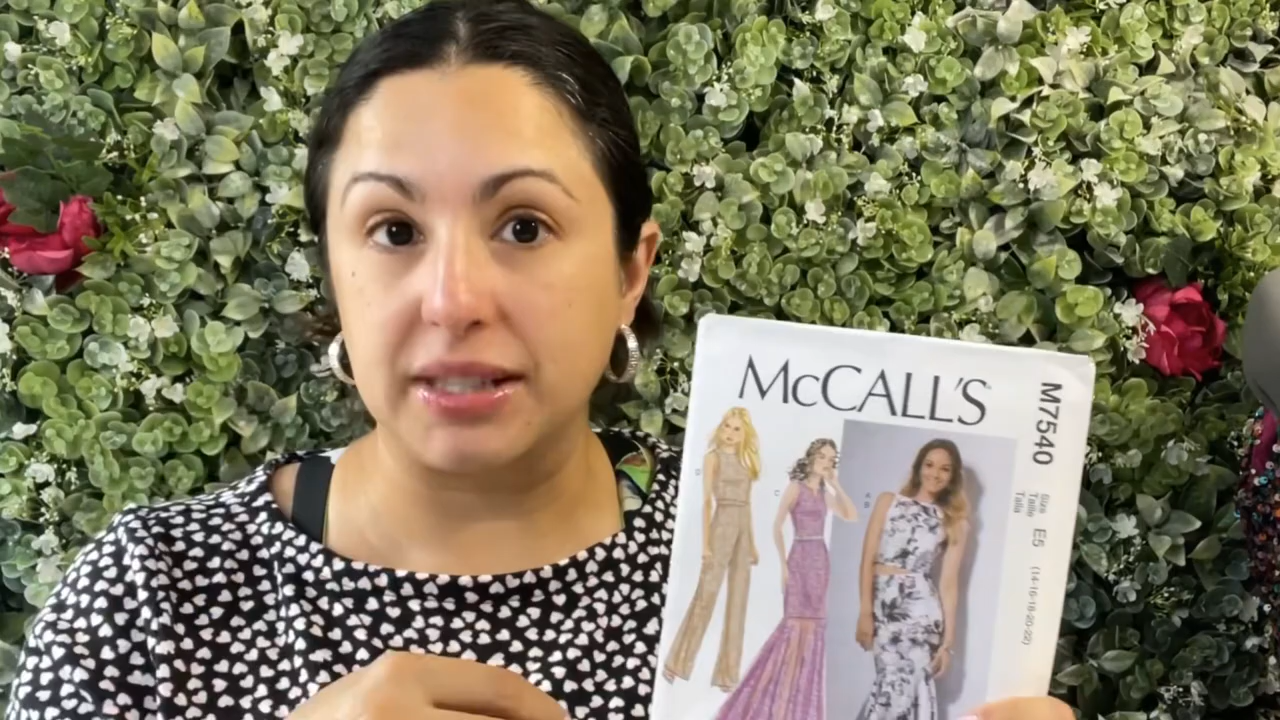 McCALL'S
M7540
Size
Taille
Talla
E5
(14-16-18-20-22)
D
C
A
B